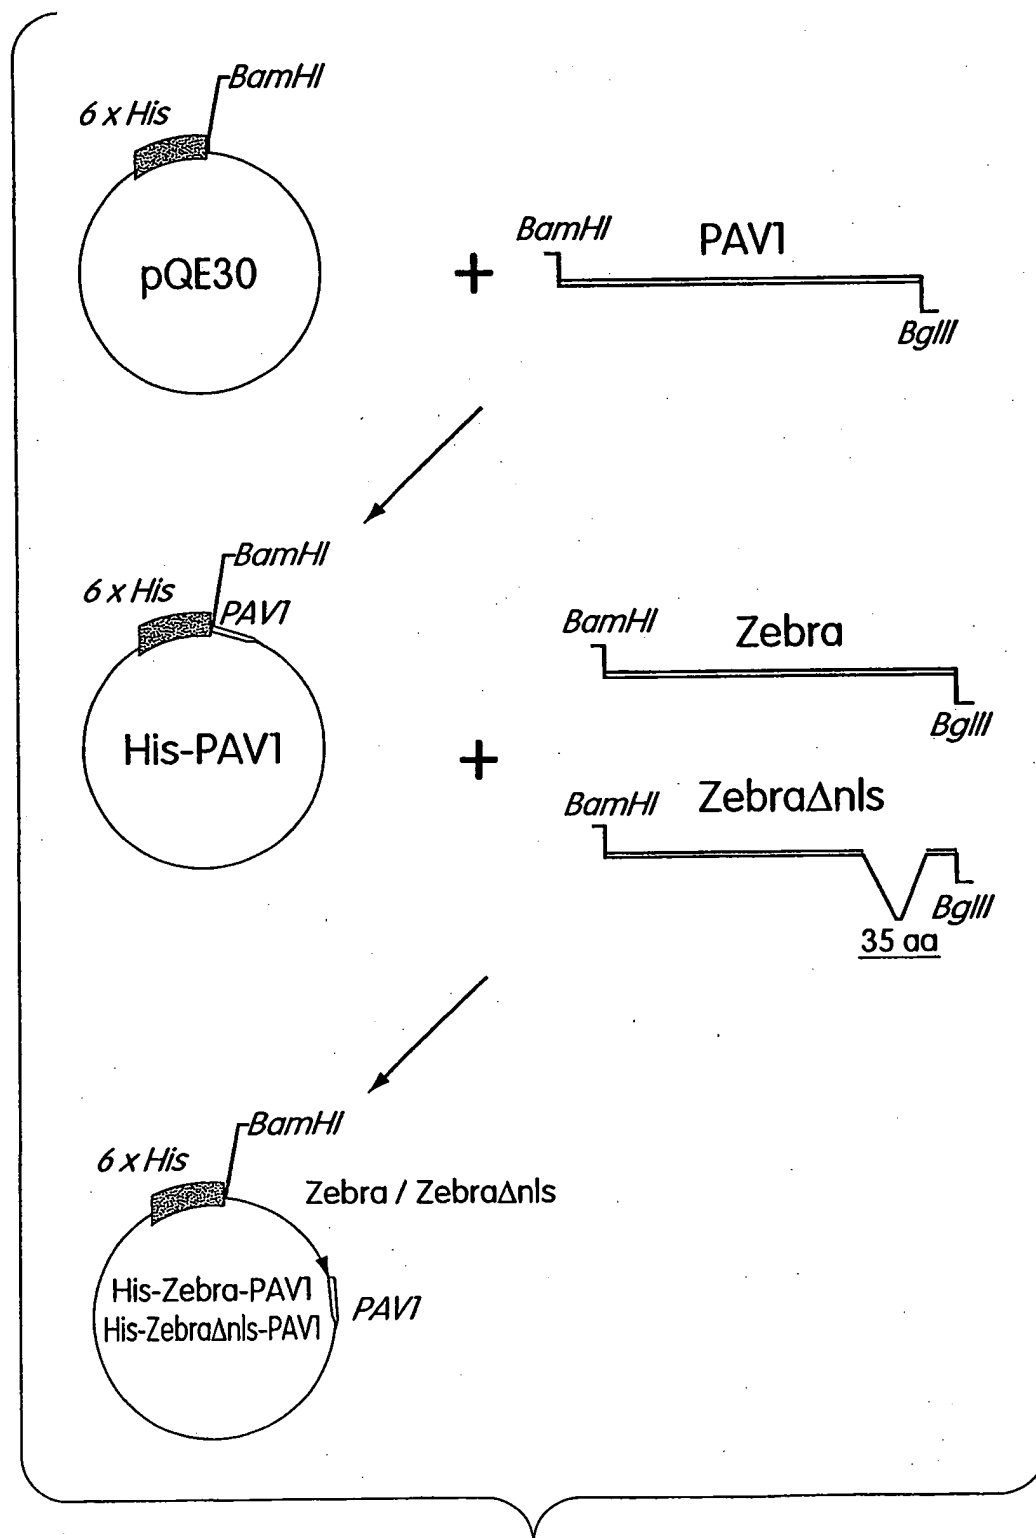 BamHI
6 x His
pQE30
+
BamHI
PAV1
BglII
BamHI
6 x His
PAV1
His-PAV1
+
BamHI
Zebra
BglII
BamHI
ZebraΔnls
BglII
35 aa
BamHI
6 x His
Zebra / ZebraΔnls
His-Zebra-PAV1
His-ZebraΔnls-PAV1
PAV1